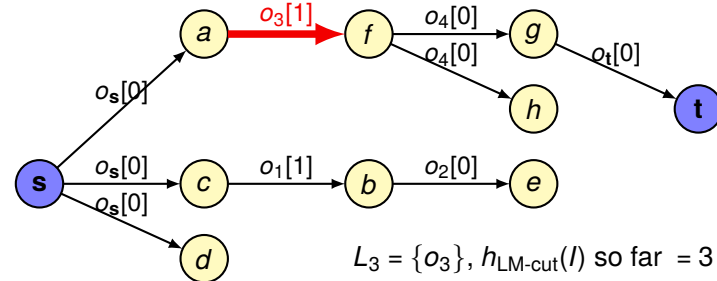 o₃[1] o₄[0]
a f g
o₄[0] oₜ[0]
oₛ[0]
h t
oₛ[0] o₁[1] o₂[0]
s c b e
oₛ[0]
d
L₃ = {o₃}, h_LM-cut(I) so far = 3